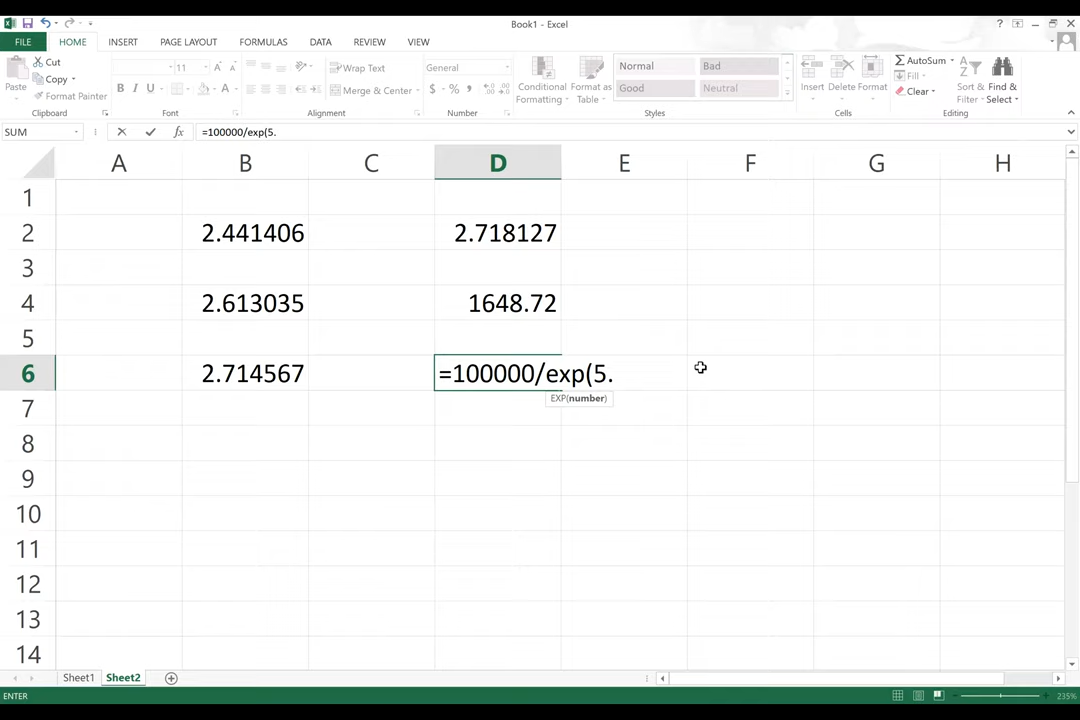 Book1 - Excel
FILE HOME INSERT PAGE LAYOUT FORMULAS DATA REVIEW VIEW
Paste
Cut
Copy
Format Painter
Clipboard
11
Font
Wrap Text
Merge & Center
Alignment
General
$ % ,
Number
Conditional Formatting
Format as Table
Normal Bad
Good Neutral
Styles
Insert Delete Format
Cells
AutoSum
Fill
Clear
Sort & Filter
Find & Select
Editing
SUM =100000/exp(5.
A B C D E F G H
1
2 2.441406 2.718127
3
4 2.613035 1648.72
5
6 2.714567 =100000/exp(5.
EXP(number)
7
8
9
10
11
12
13
14
Sheet1 Sheet2
ENTER 235%